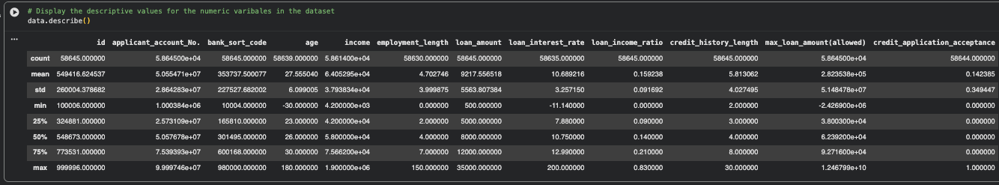 # Display the descriptive values for the numeric varibales in the dataset
data.describe()
...
id applicant_account_No. bank_sort_code age income employment_length loan_amount loan_interest_rate loan_income_ratio credit_history_length max_loan_amount(allowed) credit_application_acceptance
count 58645.000000 5.864500e+04 58645.000000 58639.000000 5.861400e+04 58630.000000 58645.000000 58635.000000 58645.000000 58645.000000 5.864500e+04 58644.000000
mean 549416.624537 5.055471e+07 353737.500077 27.555040 6.405295e+04 4.702746 9217.556518 10.689216 0.159238 5.813062 2.823538e+05 0.142385
std 260004.378682 2.864283e+07 227527.682002 6.099005 3.793834e+04 3.999875 5563.807384 3.257150 0.091692 4.027495 5.148478e+07 0.349447
min 100006.000000 1.000384e+06 10004.000000 -30.000000 4.200000e+03 0.000000 500.000000 -11.140000 0.000000 2.000000 -2.426900e+06 0.000000
25% 324881.000000 2.573109e+07 165810.000000 23.000000 4.200000e+04 2.000000 5000.000000 7.880000 0.090000 3.000000 3.800300e+04 0.000000
50% 548673.000000 5.057678e+07 301495.000000 26.000000 5.800000e+04 4.000000 8000.000000 10.750000 0.140000 4.000000 6.239200e+04 0.000000
75% 773531.000000 7.539393e+07 600168.000000 30.000000 7.566200e+04 7.000000 12000.000000 12.990000 0.210000 8.000000 9.271600e+04 0.000000
max 999996.000000 9.999746e+07 980000.000000 180.000000 1.900000e+06 150.000000 35000.000000 200.000000 0.830000 30.000000 1.246799e+10 1.000000